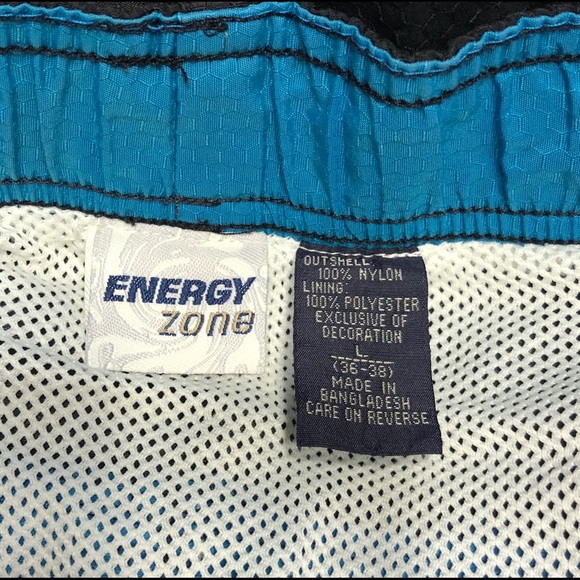 ENERGY
zone
OUTSHELL:
100% NYLON
LINING:
100% POLYESTER
EXCLUSIVE OF
DECORATION
L
(36-38)
MADE IN
BANGLADESH
CARE ON REVERSE